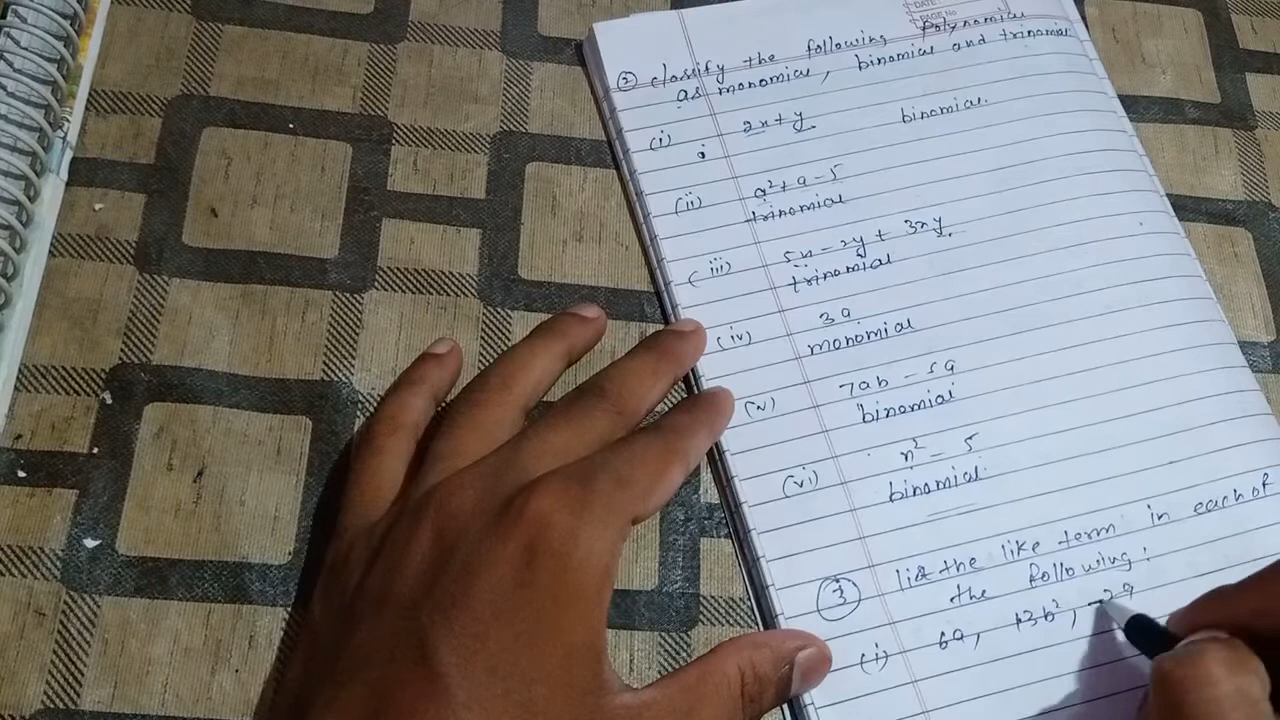 DATE:
PAGE No
② classify the following polynomial
as monomial, binomial and trinomial
(i) 2x + y binomial.
(ii) a² + a - 5
trinomial
(iii) 5x - 2y + 3xy
trinomial
(iv) 3a
monomial
(v) 7ab - 5a
binomial
(vi) n² - 5
binomial.
③ list the like term in each of
the following:
(i) 6a, 13b², -2a